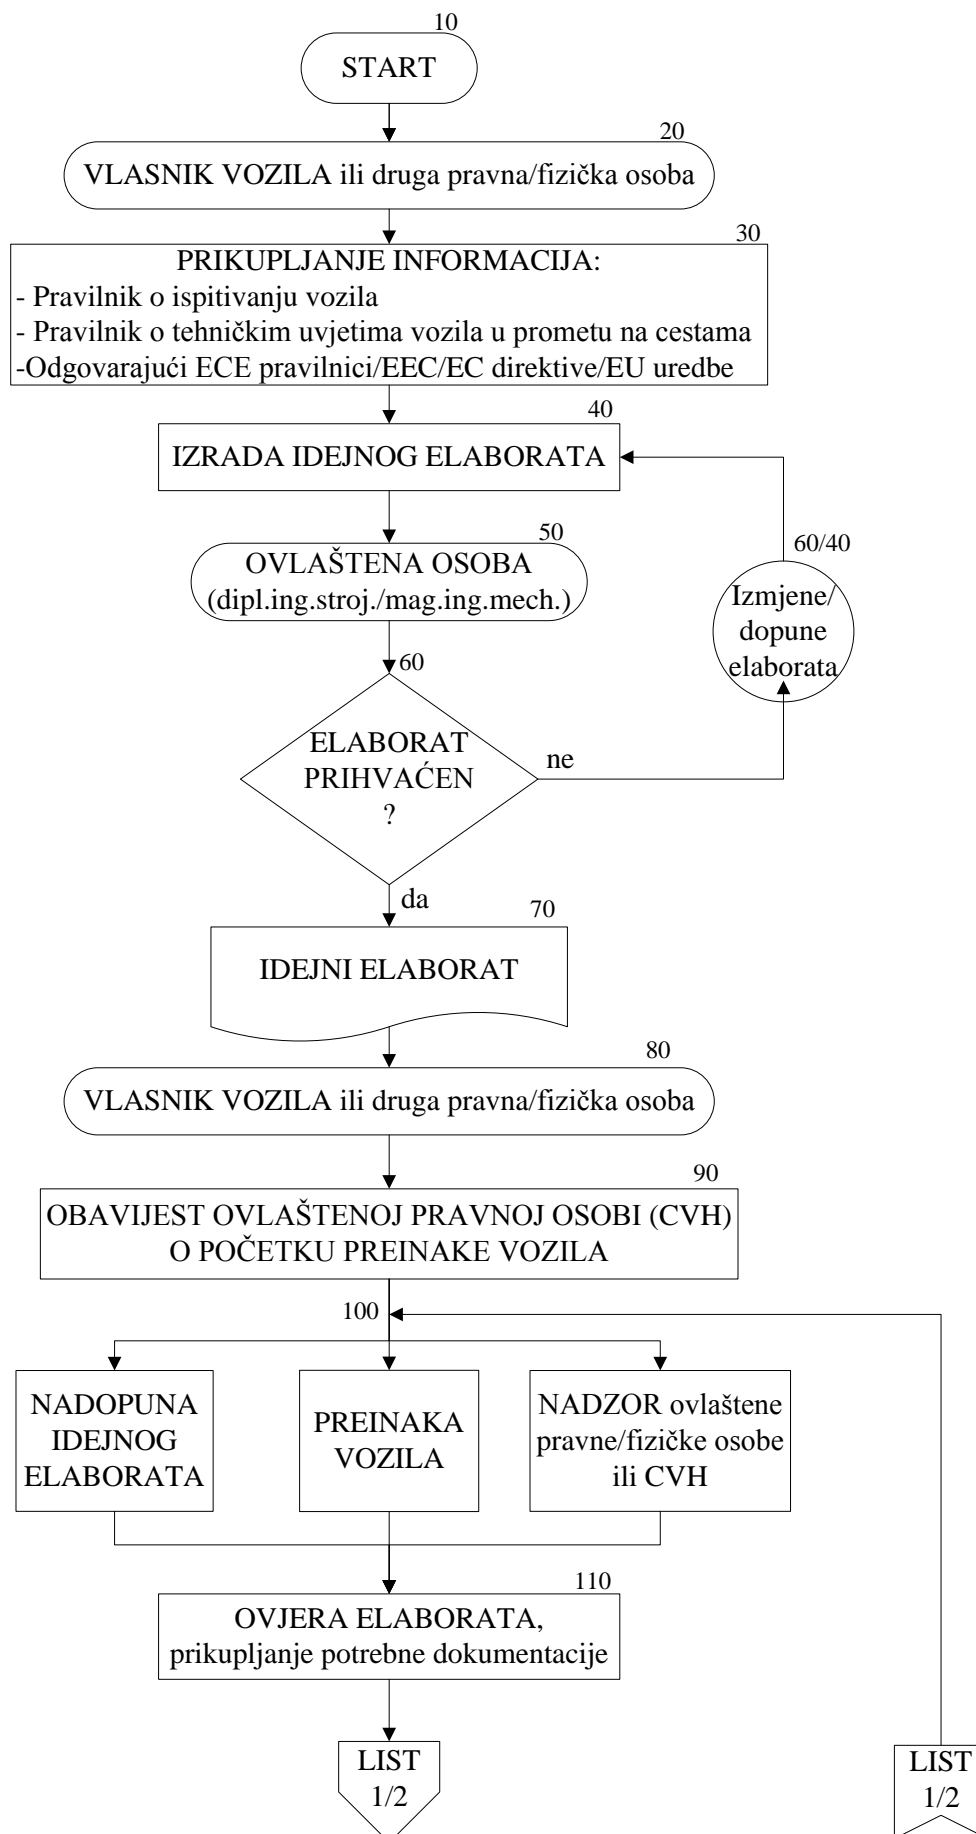 10
START
20
VLASNIK VOZILA ili druga pravna/fizička osoba
30
PRIKUPLJANJE INFORMACIJA:
- Pravilnik o ispitivanju vozila
- Pravilnik o tehničkim uvjetima vozila u prometu na cestama
-Odgovarajući ECE pravilnici/EEC/EC direktive/EU uredbe
40
IZRADA IDEJNOG ELABORATA
50
OVLAŠTENA OSOBA
(dipl.ing.stroj./mag.ing.mech.)
60/40
Izmjene/
dopune
elaborata
60
ELABORAT
PRIHVAĆEN
?
ne
da
70
IDEJNI ELABORAT
80
VLASNIK VOZILA ili druga pravna/fizička osoba
90
OBAVIJEST OVLAŠTENOJ PRAVNOJ OSOBI (CVH)
O POČETKU PREINAKE VOZILA
100
NADOPUNA
IDEJNOG
ELABORATA
PREINAKA
VOZILA
NADZOR ovlaštene
pravne/fizičke osobe
ili CVH
110
OVJERA ELABORATA,
prikupljanje potrebne dokumentacije
LIST
1/2
LIST
1/2